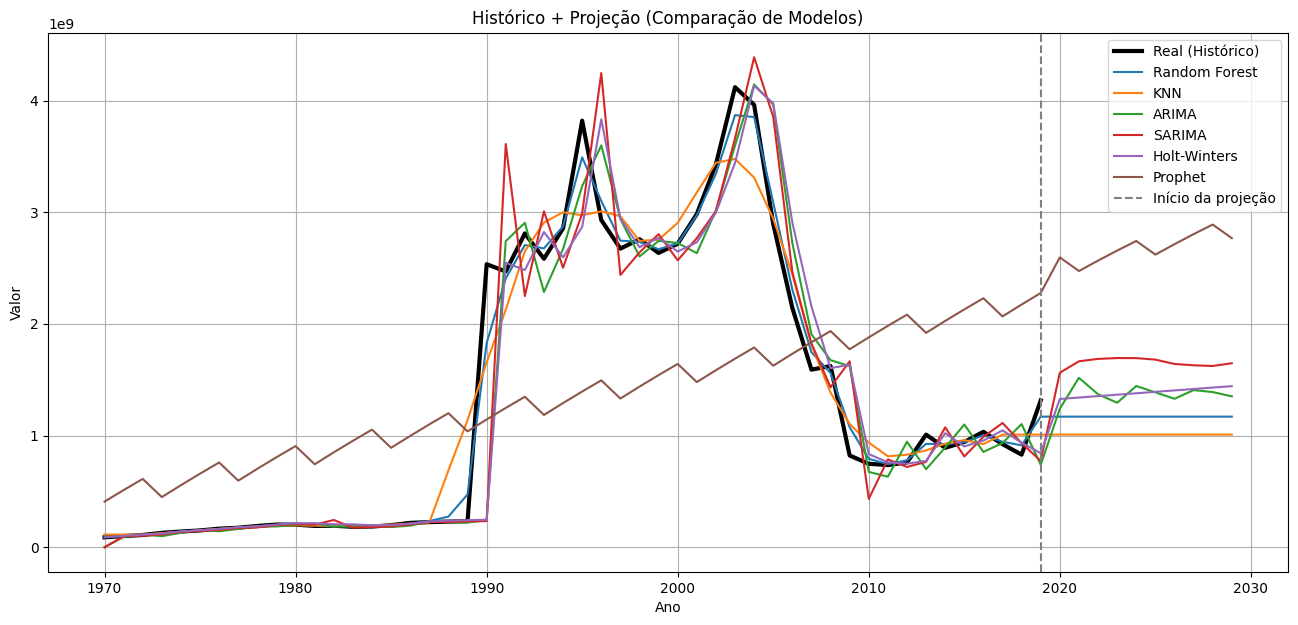 Histórico + Projeção (Comparação de Modelos)
1e9
Real (Histórico)
Random Forest
KNN
ARIMA
SARIMA
Holt-Winters
Prophet
Início da projeção
Valor
4
3
2
1
0
1970 1980 1990 2000 2010 2020 2030
Ano